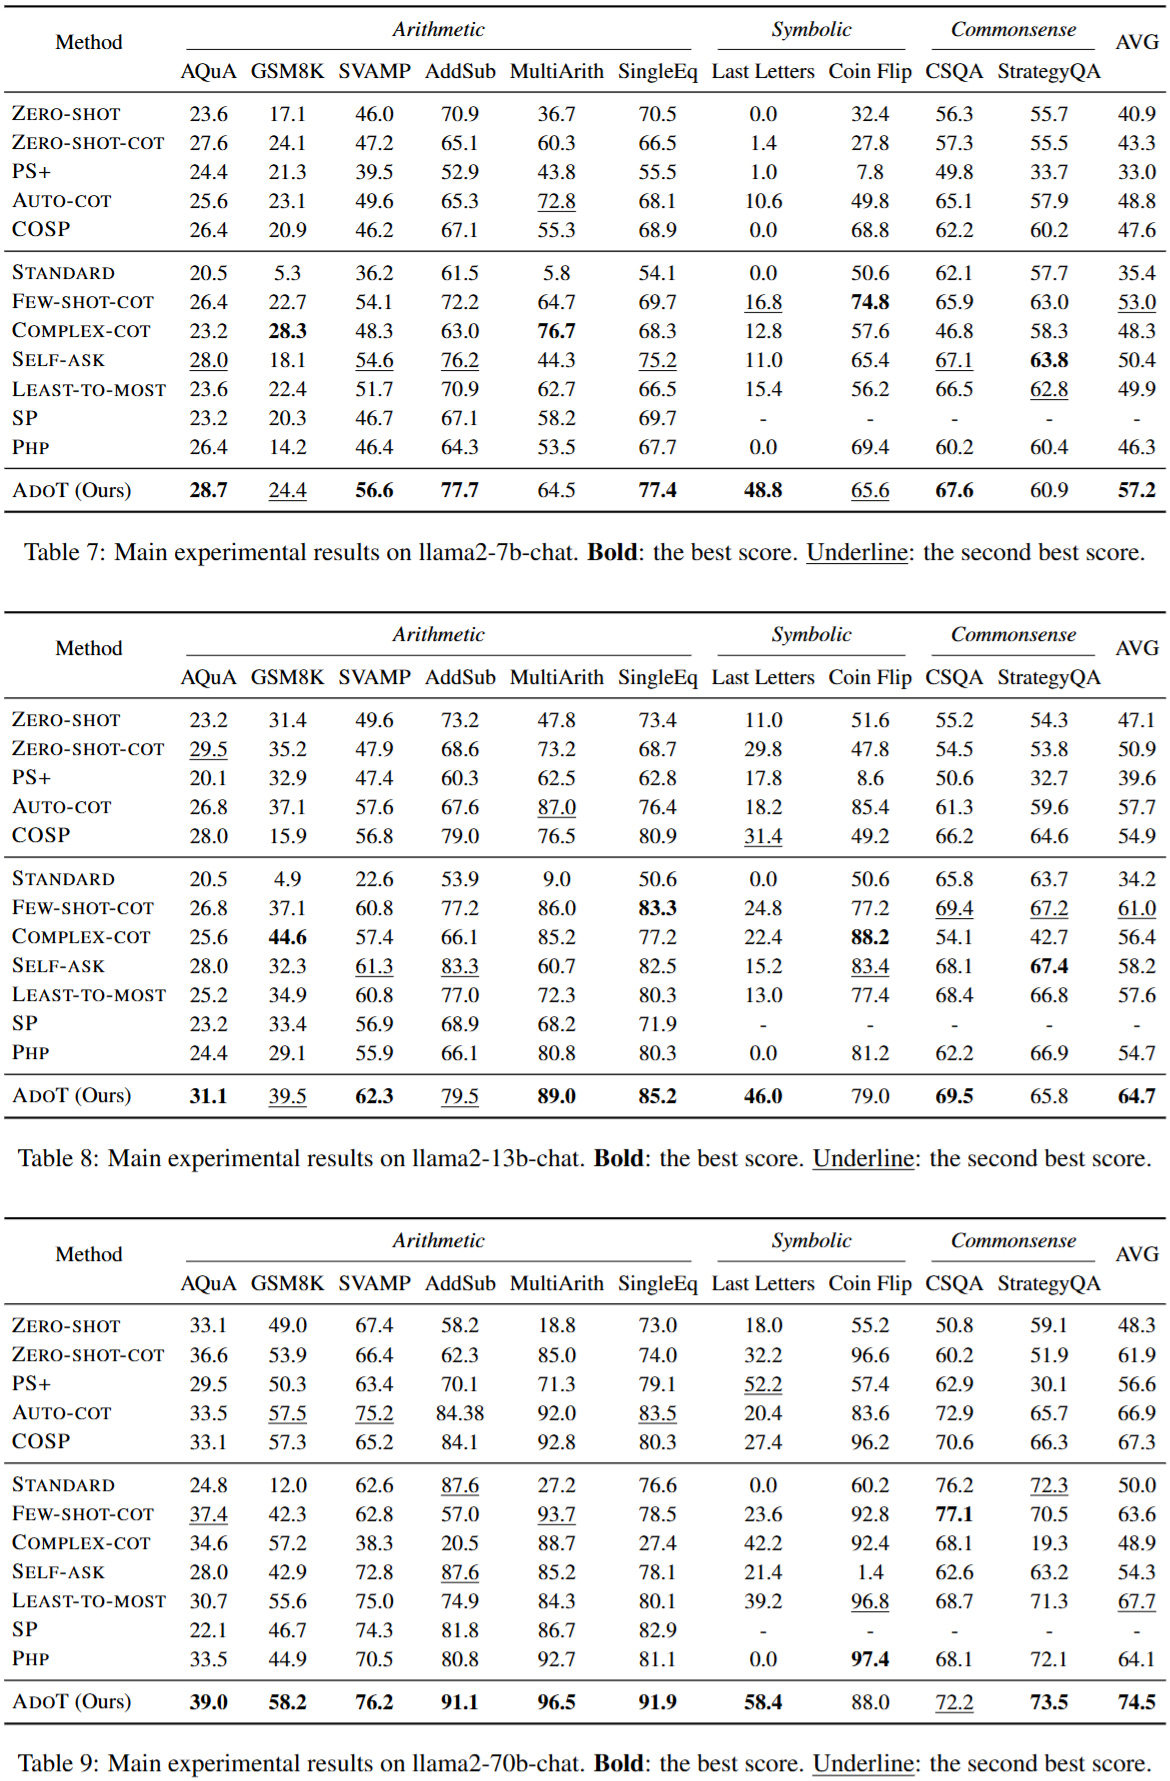 Method Arithmetic Symbolic Commonsense AVG
AQuA GSM8K SVAMP AddSub MultiArith SingleEq Last Letters Coin Flip CSQA StrategyQA
ZERO-SHOT 23.6 17.1 46.0 70.9 36.7 70.5 0.0 32.4 56.3 55.7 40.9
ZERO-SHOT-COT 27.6 24.1 47.2 65.1 60.3 66.5 1.4 27.8 57.3 55.5 43.3
PS+ 24.4 21.3 39.5 52.9 43.8 55.5 1.0 7.8 49.8 33.7 33.0
AUTO-COT 25.6 23.1 49.6 65.3 72.8 68.1 10.6 49.8 65.1 57.9 48.8
COSP 26.4 20.9 46.2 67.1 55.3 68.9 0.0 68.8 62.2 60.2 47.6
STANDARD 20.5 5.3 36.2 61.5 5.8 54.1 0.0 50.6 62.1 57.7 35.4
FEW-SHOT-COT 26.4 22.7 54.1 72.2 64.7 69.7 16.8 74.8 65.9 63.0 53.0
COMPLEX-COT 23.2 28.3 48.3 63.0 76.7 68.3 12.8 57.6 46.8 58.3 48.3
SELF-ASK 28.0 18.1 54.6 76.2 44.3 75.2 11.0 65.4 67.1 63.8 50.4
LEAST-TO-MOST 23.6 22.4 51.7 70.9 62.7 66.5 15.4 56.2 66.5 62.8 49.9
SP 23.2 20.3 46.7 67.1 58.2 69.7 - - - - -
PHP 26.4 14.2 46.4 64.3 53.5 67.7 0.0 69.4 60.2 60.4 46.3
ADOT (Ours) 28.7 24.4 56.6 77.7 64.5 77.4 48.8 65.6 67.6 60.9 57.2
Table 7: Main experimental results on llama2-7b-chat. Bold: the best score. Underline: the second best score.
Method Arithmetic Symbolic Commonsense AVG
AQuA GSM8K SVAMP AddSub MultiArith SingleEq Last Letters Coin Flip CSQA StrategyQA
ZERO-SHOT 23.2 31.4 49.6 73.2 47.8 73.4 11.0 51.6 55.2 54.3 47.1
ZERO-SHOT-COT 29.5 35.2 47.9 68.6 73.2 68.7 29.8 47.8 54.5 53.8 50.9
PS+ 20.1 32.9 47.4 60.3 62.5 62.8 17.8 8.6 50.6 32.7 39.6
AUTO-COT 26.8 37.1 57.6 67.6 87.0 76.4 18.2 85.4 61.3 59.6 57.7
COSP 28.0 15.9 56.8 79.0 76.5 80.9 31.4 49.2 66.2 64.6 54.9
STANDARD 20.5 4.9 22.6 53.9 9.0 50.6 0.0 50.6 65.8 63.7 34.2
FEW-SHOT-COT 26.8 37.1 60.8 77.2 86.0 83.3 24.8 77.2 69.4 67.2 61.0
COMPLEX-COT 25.6 44.6 57.4 66.1 85.2 77.2 22.4 88.2 54.1 42.7 56.4
SELF-ASK 28.0 32.3 61.3 83.3 60.7 82.5 15.2 83.4 68.1 67.4 58.2
LEAST-TO-MOST 25.2 34.9 60.8 77.0 72.3 80.3 13.0 77.4 68.4 66.8 57.6
SP 23.2 33.4 56.9 68.9 68.2 71.9 - - - - -
PHP 24.4 29.1 55.9 66.1 80.8 80.3 0.0 81.2 62.2 66.9 54.7
ADOT (Ours) 31.1 39.5 62.3 79.5 89.0 85.2 46.0 79.0 69.5 65.8 64.7
Table 8: Main experimental results on llama2-13b-chat. Bold: the best score. Underline: the second best score.
Method Arithmetic Symbolic Commonsense AVG
AQuA GSM8K SVAMP AddSub MultiArith SingleEq Last Letters Coin Flip CSQA StrategyQA
ZERO-SHOT 33.1 49.0 67.4 58.2 18.8 73.0 18.0 55.2 50.8 59.1 48.3
ZERO-SHOT-COT 36.6 53.9 66.4 62.3 85.0 74.0 32.2 96.6 60.2 51.9 61.9
PS+ 29.5 50.3 63.4 70.1 71.3 79.1 52.2 57.4 62.9 30.1 56.6
AUTO-COT 33.5 57.5 75.2 84.38 92.0 83.5 20.4 83.6 72.9 65.7 66.9
COSP 33.1 57.3 65.2 84.1 92.8 80.3 27.4 96.2 70.6 66.3 67.3
STANDARD 24.8 12.0 62.6 87.6 27.2 76.6 0.0 60.2 76.2 72.3 50.0
FEW-SHOT-COT 37.4 42.3 62.8 57.0 93.7 78.5 23.6 92.8 77.1 70.5 63.6
COMPLEX-COT 34.6 57.2 38.3 20.5 88.7 27.4 42.2 92.4 68.1 19.3 48.9
SELF-ASK 28.0 42.9 72.8 87.6 85.2 78.1 21.4 1.4 62.6 63.2 54.3
LEAST-TO-MOST 30.7 55.6 75.0 74.9 84.3 80.1 39.2 96.8 68.7 71.3 67.7
SP 22.1 46.7 74.3 81.8 86.7 82.9 - - - - -
PHP 33.5 44.9 70.5 80.8 92.7 81.1 0.0 97.4 68.1 72.1 64.1
ADOT (Ours) 39.0 58.2 76.2 91.1 96.5 91.9 58.4 88.0 72.2 73.5 74.5
Table 9: Main experimental results on llama2-70b-chat. Bold: the best score. Underline: the second best score.